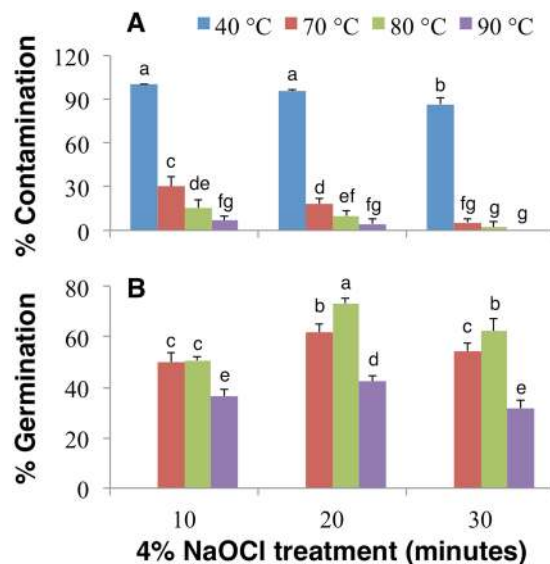 A
40 °C 70 °C 80 °C 90 °C
% Contamination
120
90
60
30
0
a
c
de
fg
a
d
ef
fg
b
fg
g
g
B
% Germination
80
60
40
20
0
c
c
e
b
a
d
c
b
e
10 20 30
4% NaOCl treatment (minutes)